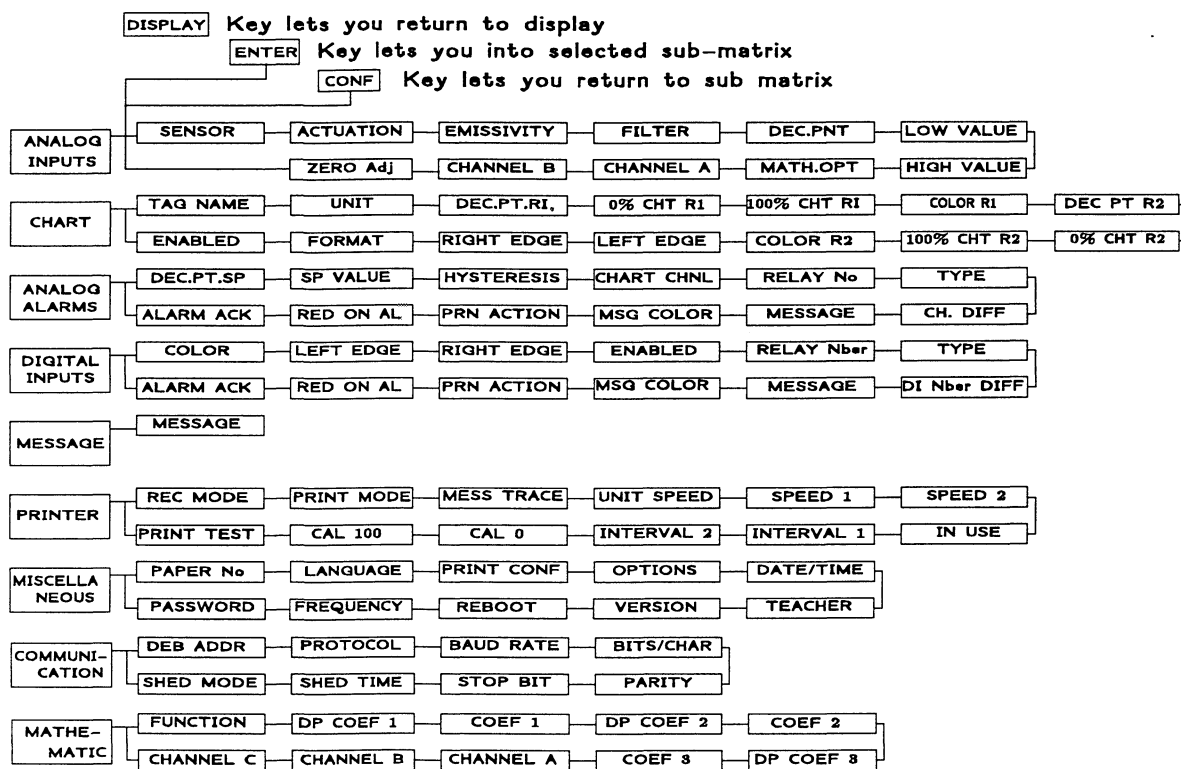 DISPLAY Key lets you return to display
ENTER Key lets you into selected sub-matrix
CONF Key lets you return to sub matrix
ANALOG INPUTS
SENSOR ACTUATION EMISSIVITY FILTER DEC.PNT LOW VALUE
ZERO Adj CHANNEL B CHANNEL A MATH.OPT HIGH VALUE
CHART
TAG NAME UNIT DEC.PT.RI, 0% CHT R1 100% CHT RI COLOR R1 DEC PT R2
ENABLED FORMAT RIGHT EDGE LEFT EDGE COLOR R2 100% CHT R2 0% CHT R2
ANALOG ALARMS
DEC.PT.SP SP VALUE HYSTERESIS CHART CHNL RELAY No TYPE
ALARM ACK RED ON AL PRN ACTION MSG COLOR MESSAGE CH. DIFF
DIGITAL INPUTS
COLOR LEFT EDGE RIGHT EDGE ENABLED RELAY Nber TYPE
ALARM ACK RED ON AL PRN ACTION MSG COLOR MESSAGE DI Nber DIFF
MESSAGE
MESSAGE
PRINTER
REC MODE PRINT MODE MESS TRACE UNIT SPEED SPEED 1 SPEED 2
PRINT TEST CAL 100 CAL 0 INTERVAL 2 INTERVAL 1 IN USE
MISCELLA NEOUS
PAPER No LANGUAGE PRINT CONF OPTIONS DATE/TIME
PASSWORD FREQUENCY REBOOT VERSION TEACHER
COMMUNI- CATION
DEB ADDR PROTOCOL BAUD RATE BITS/CHAR
SHED MODE SHED TIME STOP BIT PARITY
MATHE- MATIC
FUNCTION DP COEF 1 COEF 1 DP COEF 2 COEF 2
CHANNEL C CHANNEL B CHANNEL A COEF 3 DP COEF 3